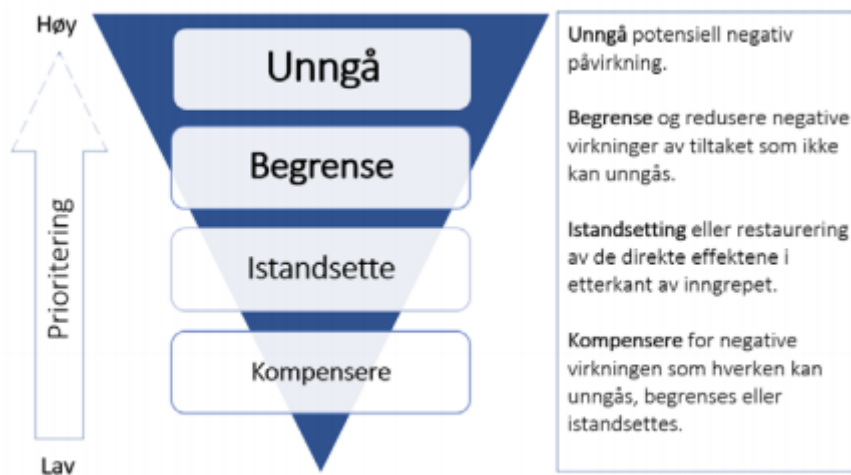 Høy
Prioritering
Lav
Unngå
Begrense
Istandsette
Kompensere
Unngå potensiell negativ
påvirkning.
Begrense og redusere negative
virkninger av tiltaket som ikke
kan unngås.
Istandsetting eller restaurering
av de direkte effektene i
etterkant av inngrepet.
Kompensere for negative
virkningen som hverken kan
unngås, begrenses eller
istandsettes.